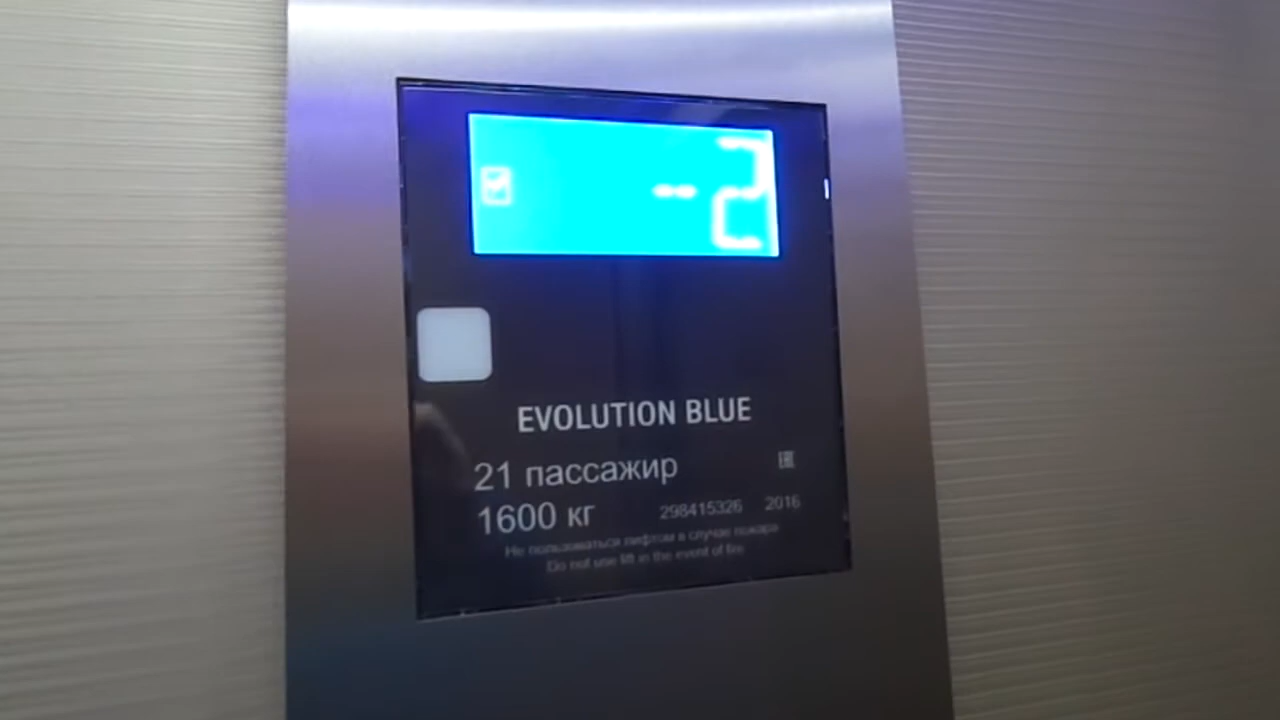 -2
EVOLUTION BLUE
21 пассажир
EAC
1600 кг 298415326 2016
Не пользоваться лифтом в случае пожара
Do not use lift in the event of fire